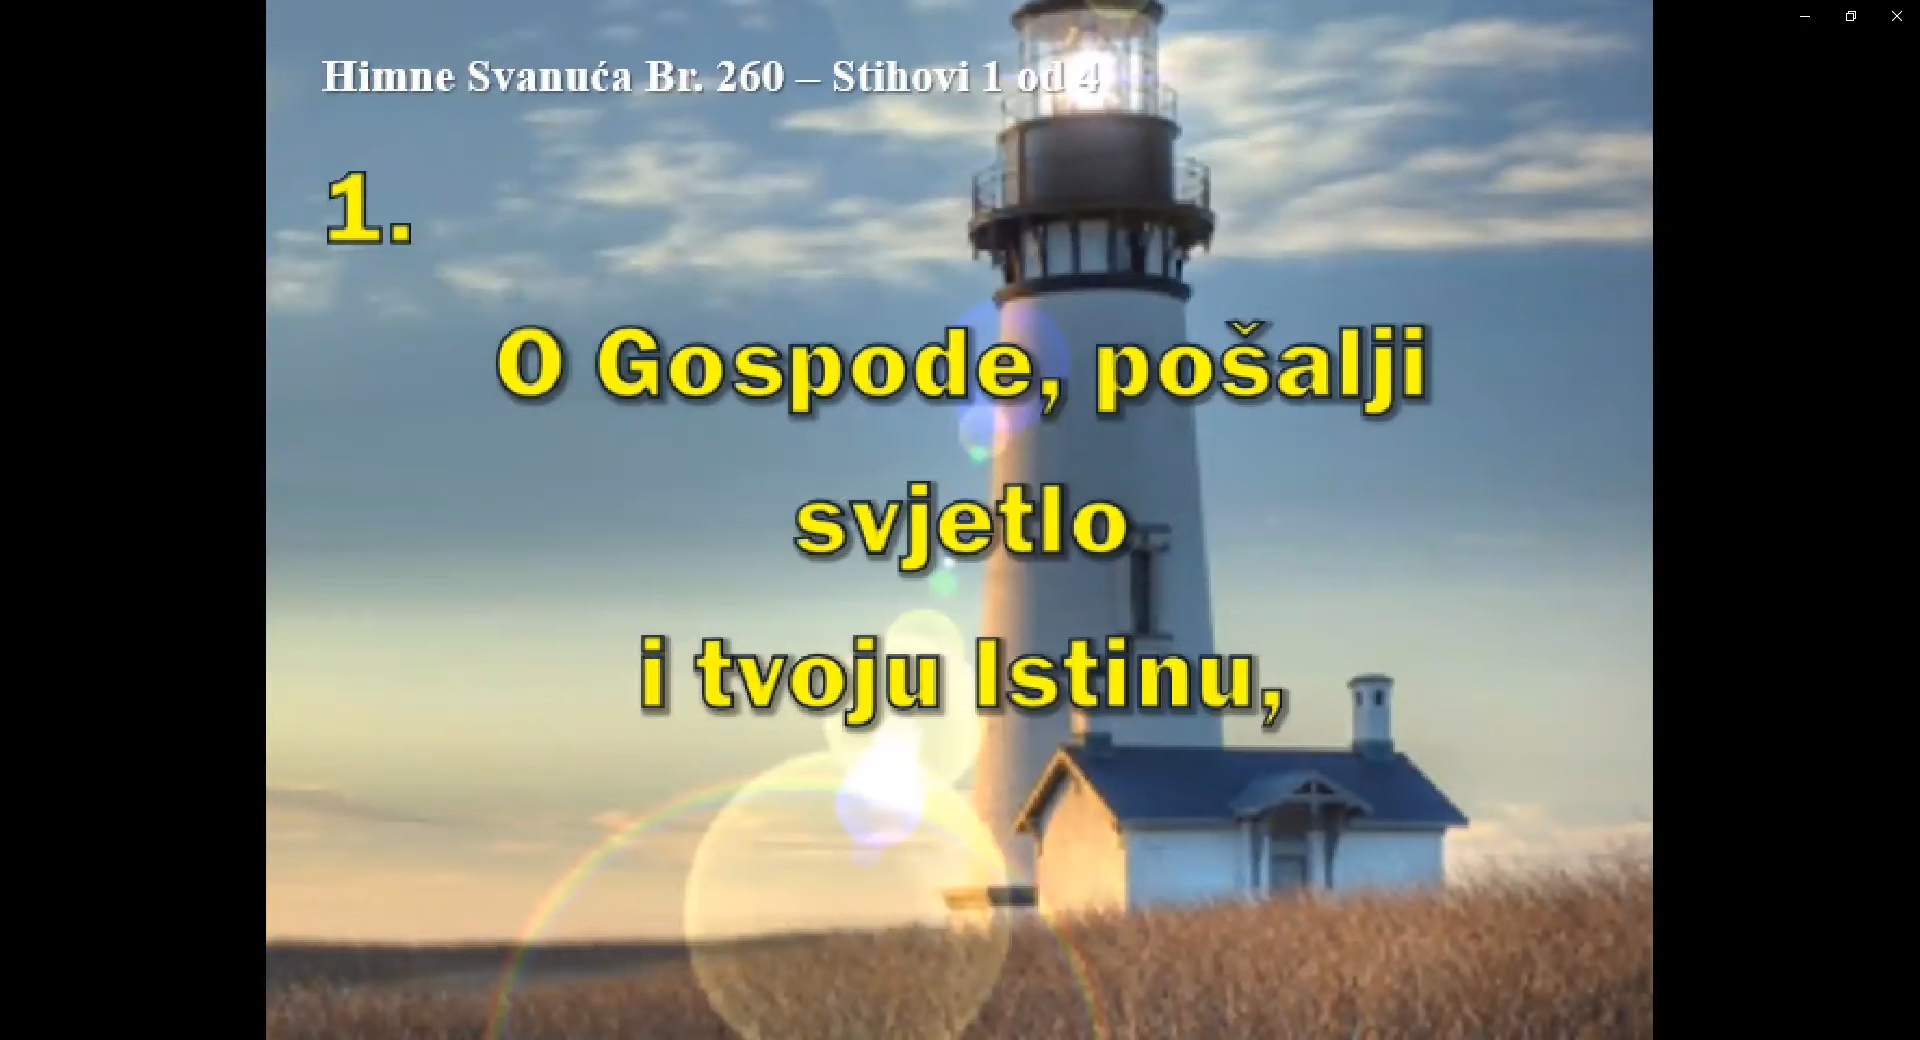 Himne Svanuća Br. 260 – Stihovi 1 od 4
1.
O Gospode, pošalji
svjetlo
i tvoju Istinu,